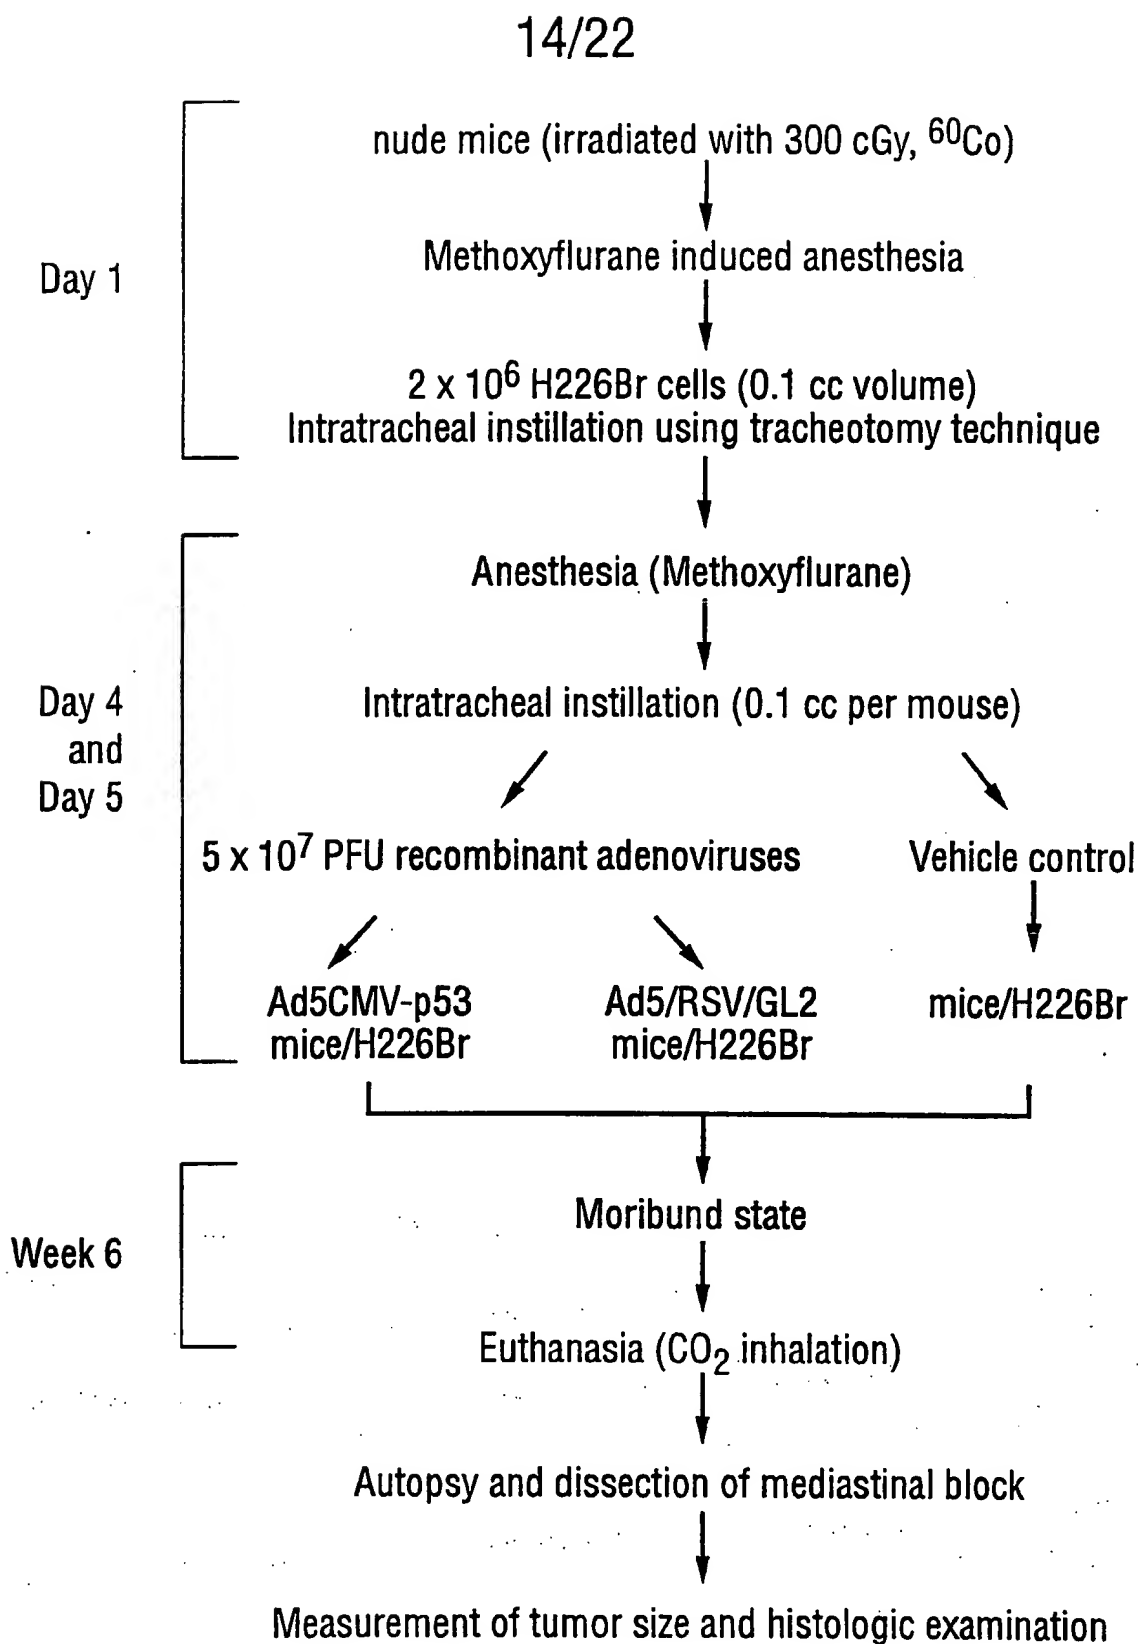 14/22
nude mice (irradiated with 300 cGy, ⁶⁰Co)
Methoxyflurane induced anesthesia
Day 1
2 x 10⁶ H226Br cells (0.1 cc volume)
Intratracheal instillation using tracheotomy technique
Anesthesia (Methoxyflurane)
Day 4
and
Day 5
Intratracheal instillation (0.1 cc per mouse)
5 x 10⁷ PFU recombinant adenoviruses
Vehicle control
Ad5CMV-p53
mice/H226Br
Ad5/RSV/GL2
mice/H226Br
mice/H226Br
Week 6
Moribund state
Euthanasia (CO₂ inhalation)
Autopsy and dissection of mediastinal block
Measurement of tumor size and histologic examination